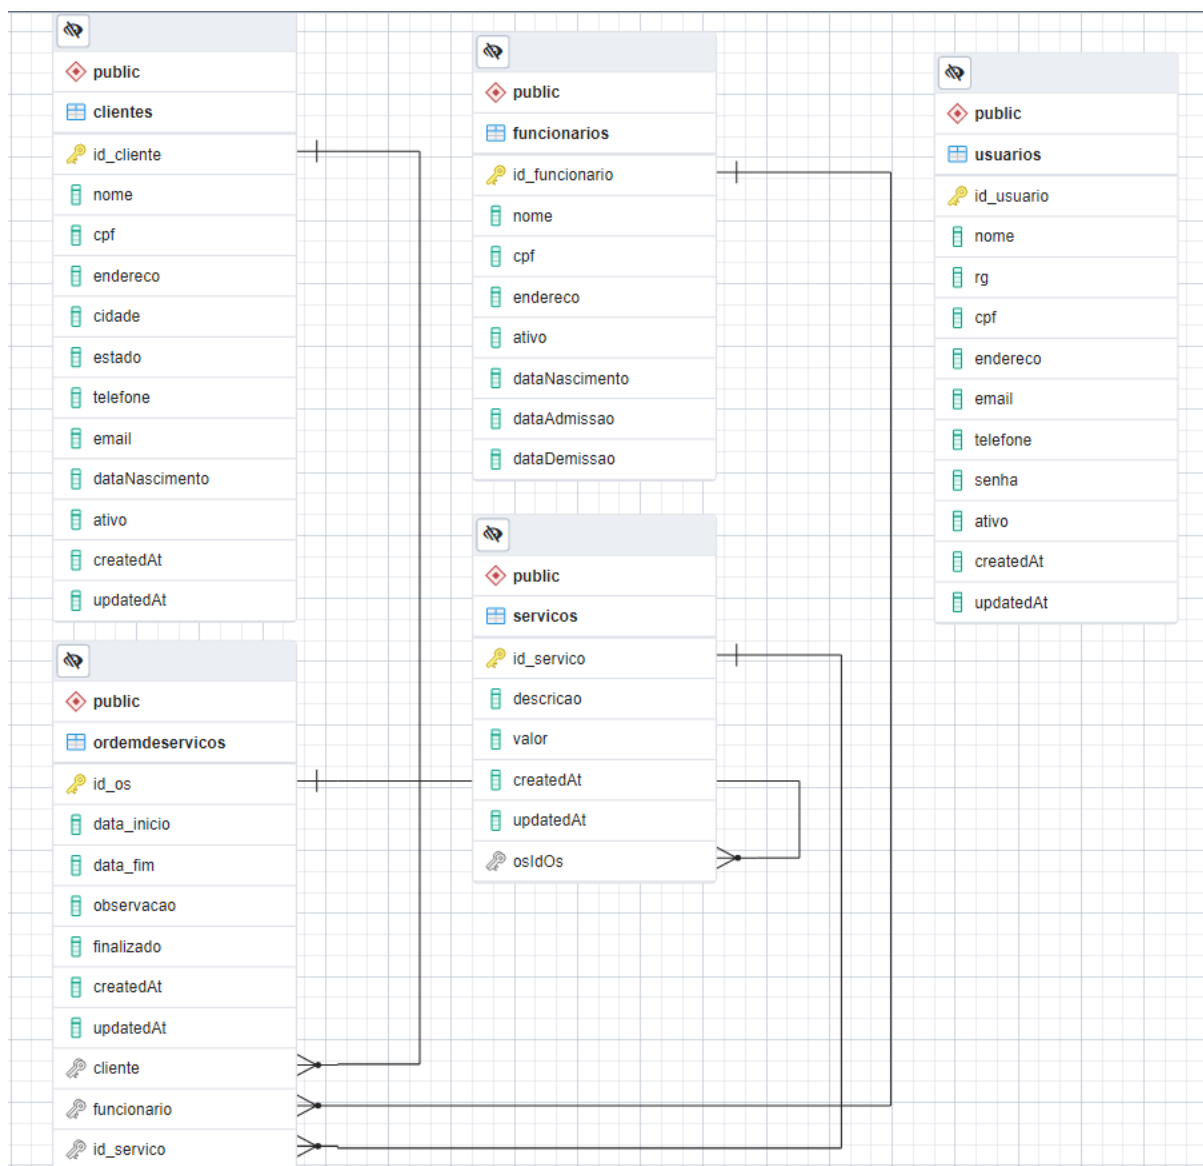 public
clientes
id_cliente
nome
cpf
endereco
cidade
estado
telefone
email
dataNascimento
ativo
createdAt
updatedAt
public
ordemdeservicos
id_os
data_inicio
data_fim
observacao
finalizado
createdAt
updatedAt
cliente
funcionario
id_servico
public
funcionarios
id_funcionario
nome
cpf
endereco
ativo
dataNascimento
dataAdmissao
dataDemissao
public
servicos
id_servico
descricao
valor
createdAt
updatedAt
osIdOs
public
usuarios
id_usuario
nome
rg
cpf
endereco
email
telefone
senha
ativo
createdAt
updatedAt